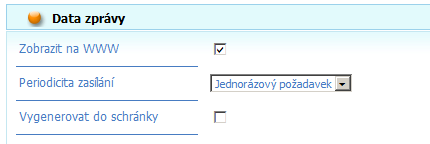 Data zprávy
Zobrazit na WWW
Periodicita zasílání Jednorázový požadavek
Vygenerovat do schránky